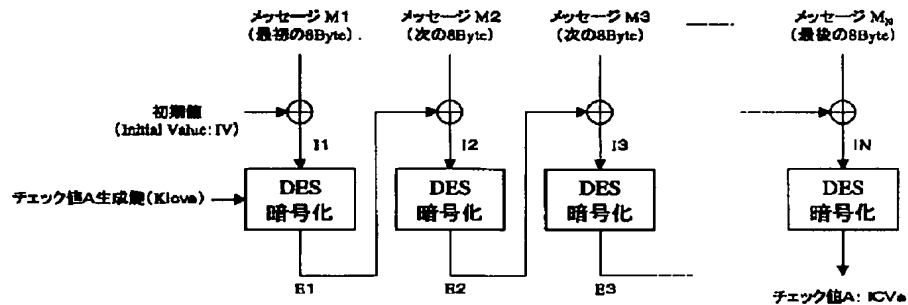 メッセージ M1
(最初の8Byte).
メッセージ M2
(次の8Byte)
メッセージ M3
(次の8Byte)
メッセージ MN
(最後の8Byte)
初期値
(Initial Value: IV)
I1
I2
I3
IN
チェック値A生成鍵(Kicva)
DES
暗号化
DES
暗号化
DES
暗号化
DES
暗号化
E1
E2
E3
チェック値A: ICVa